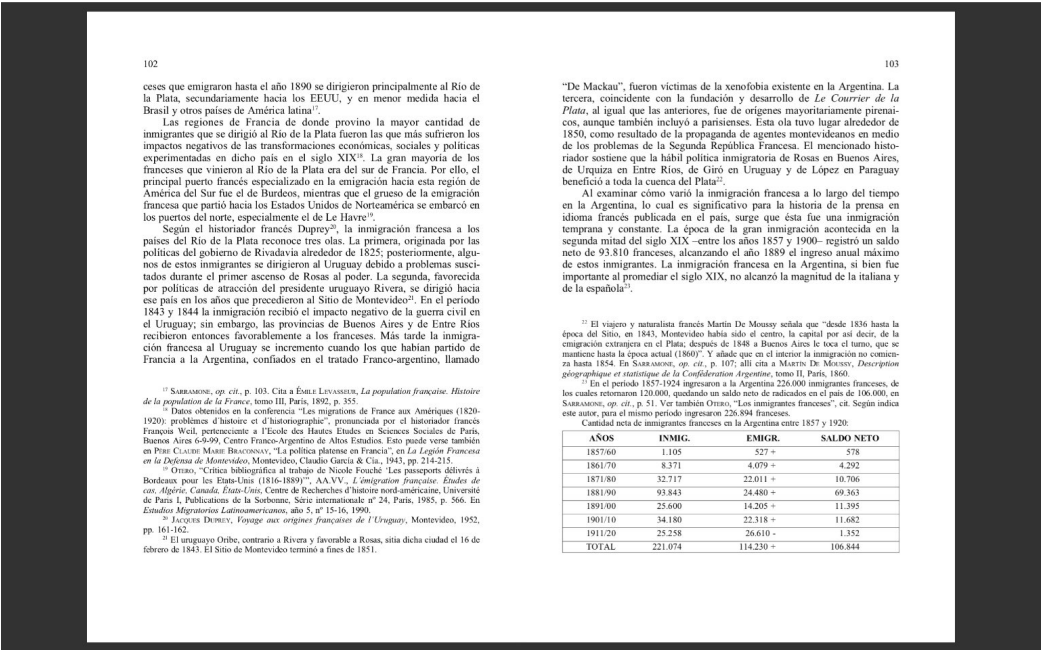 102
ceses que emigraron hasta el año 1890 se dirigieron principalmente al Río de
la Plata, secundariamente hacia los EEUU, y en menor medida hacia el
Brasil y otros países de América latina¹⁷.
Las regiones de Francia de donde provino la mayor cantidad de
inmigrantes que se dirigió al Río de la Plata fueron las que más sufrieron los
impactos negativos de las transformaciones económicas, sociales y políticas
experimentadas en dicho país en el siglo XIX¹⁸. La gran mayoría de los
franceses que vinieron al Río de la Plata era del sur de Francia. Por ello, el
principal puerto francés especializado en la emigración hacia esta región de
América del Sur fue el de Burdeos, mientras que el grueso de la emigración
francesa que partió hacia los Estados Unidos de Norteamérica se embarcó en
los puertos del norte, especialmente el de Le Havre¹⁹.
Según el historiador francés Duprey²⁰, la inmigración francesa a los
países del Río de la Plata reconoce tres olas. La primera, originada por las
políticas del gobierno de Rivadavia alrededor de 1825; posteriormente, algu-
nos de estos inmigrantes se dirigieron al Uruguay debido a problemas susci-
tados durante el primer ascenso de Rosas al poder. La segunda, favorecida
por políticas de atracción del presidente uruguayo Rivera, se dirigió hacia
ese país en los años que precedieron al Sitio de Montevideo²¹. En el período
1843 y 1844 la inmigración recibió el impacto negativo de la guerra civil en
el Uruguay; sin embargo, las provincias de Buenos Aires y de Entre Ríos
recibieron entonces favorablemente a los franceses. Más tarde la inmigra-
ción francesa al Uruguay se incremento cuando los que habían partido de
Francia a la Argentina, confiados en el tratado Franco-argentino, llamado
¹⁷ SARRAMONE, op. cit., p. 103. Cita a ÉMILE LEVASSEUR, La population française. Histoire
de la population de la France, tomo III, París, 1892, p. 355.
¹⁸ Datos obtenidos en la conferencia “Les migrations de France aux Amériques (1820-
1920): problèmes d’histoire et d’historiographie”, pronunciada por el historiador francés
François Weil, perteneciente a l’Ecole des Hautes Etudes en Sciences Sociales de París,
Buenos Aires 6-9-99, Centro Franco-Argentino de Altos Estudios. Esto puede verse también
en PÈRE CLAUDE MARIE BRACONNAY, “La política platense en Francia”, en La Legión Francesa
en la Defensa de Montevideo, Montevideo, Claudio García & Cía., 1943, pp. 214-215.
¹⁹ OTERO, “Crítica bibliográfica al trabajo de Nicole Fouché ‘Les passeports délivrés à
Bordeaux pour les Etats-Unis (1816-1889)’”, AA.VV., L’émigration française. Études de
cas, Algérie, Canada, États-Unis, Centre de Recherches d’histoire nord-américaine, Université
de Paris I, Publications de la Sorbonne, Série internationale nº 24, París, 1985, p. 566. En
Estudios Migratorios Latinoamericanos, año 5, nº 15-16, 1990.
²⁰ JACQUES DUPREY, Voyage aux origines françaises de l’Uruguay, Montevideo, 1952,
pp. 161-162.
²¹ El uruguayo Oribe, contrario a Rivera y favorable a Rosas, sitia dicha ciudad el 16 de
febrero de 1843. El Sitio de Montevideo terminó a fines de 1851.
103
“De Mackau”, fueron víctimas de la xenofobia existente en la Argentina. La
tercera, coincidente con la fundación y desarrollo de Le Courrier de la
Plata, al igual que las anteriores, fue de orígenes mayoritariamente pirenai-
cos, aunque también incluyó a parisienses. Esta ola tuvo lugar alrededor de
1850, como resultado de la propaganda de agentes montevideanos en medio
de los problemas de la Segunda República Francesa. El mencionado histo-
riador sostiene que la hábil política inmigratoria de Rosas en Buenos Aires,
de Urquiza en Entre Ríos, de Giró en Uruguay y de López en Paraguay
benefició a toda la cuenca del Plata²².
Al examinar cómo varió la inmigración francesa a lo largo del tiempo
en la Argentina, lo cual es significativo para la historia de la prensa en
idioma francés publicada en el país, surge que ésta fue una inmigración
temprana y constante. La época de la gran inmigración acontecida en la
segunda mitad del siglo XIX –entre los años 1857 y 1900– registró un saldo
neto de 93.810 franceses, alcanzando el año 1889 el ingreso anual máximo
de estos inmigrantes. La inmigración francesa en la Argentina, si bien fue
importante al promediar el siglo XIX, no alcanzó la magnitud de la italiana y
de la española²³.
²² El viajero y naturalista francés Martín De Moussy señala que “desde 1836 hasta la
época del Sitio, en 1843, Montevideo había sido el centro, la capital por así decir, de la
emigración extranjera en el Plata; después de 1848 a Buenos Aires le toca el turno, que se
mantiene hasta la época actual (1860)”. Y añade que en el interior la inmigración no comien-
za hasta 1854. En SARRAMONE, op. cit., p. 107; allí cita a MARTÍN DE MOUSSY, Description
géographique et statistique de la Conféderation Argentine, tomo II, París, 1860.
²³ En el período 1857-1924 ingresaron a la Argentina 226.000 inmigrantes franceses, de
los cuales retornaron 120.000, quedando un saldo neto de radicados en el país de 106.000, en
SARRAMONE, op. cit., p. 51. Ver también OTERO, “Los inmigrantes franceses”, cit. Según indica
este autor, para el mismo período ingresaron 226.894 franceses.
Cantidad neta de inmigrantes franceses en la Argentina entre 1857 y 1920:
AÑOS INMIG. EMIGR. SALDO NETO
1857/60 1.105 527 + 578
1861/70 8.371 4.079 + 4.292
1871/80 32.717 22.011 + 10.706
1881/90 93.843 24.480 + 69.363
1891/00 25.600 14.205 + 11.395
1901/10 34.180 22.318 + 11.682
1911/20 25.258 26.610 - 1.352
TOTAL 221.074 114.230 + 106.844